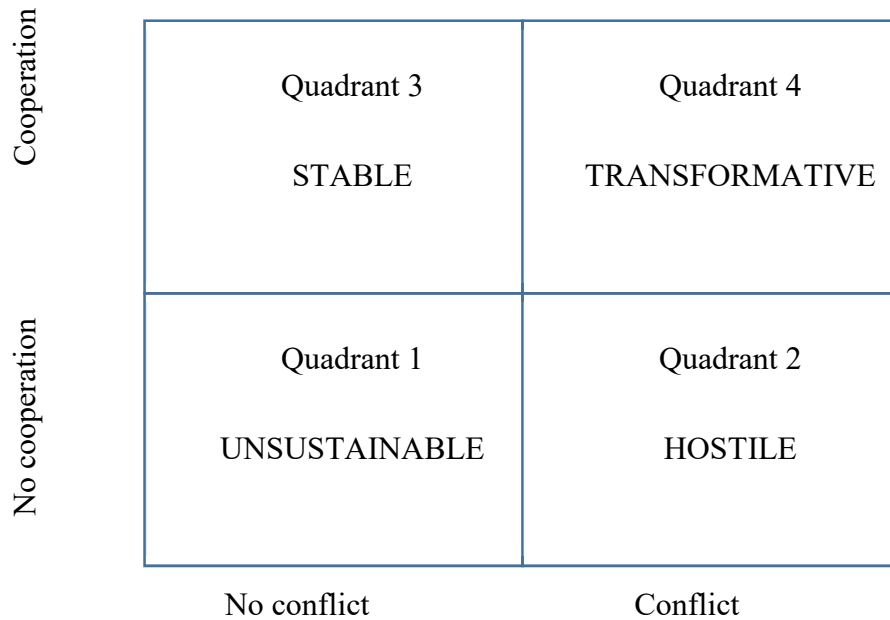 Cooperation
Quadrant 3
Quadrant 4
STABLE
TRANSFORMATIVE
No cooperation
Quadrant 1
Quadrant 2
UNSUSTAINABLE
HOSTILE
No conflict
Conflict